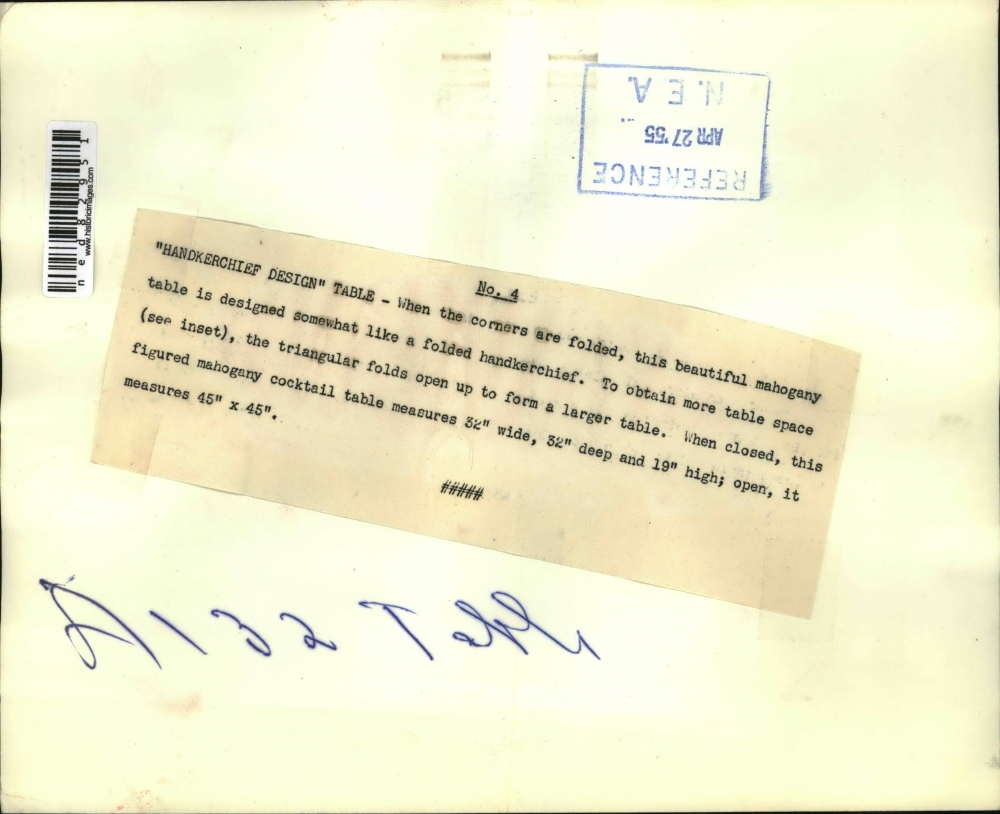 N. E A.
APR 27 '55
REFERENCE
ned82951
www.historicimages.com
No. 4
"HANDKERCHIEF DESIGN" TABLE - When the corners are folded, this beautiful mahogany
table is designed somewhat like a folded handkerchief. To obtain more table space
(see inset), the triangular folds open up to form a larger table. When closed, this
figured mahogany cocktail table measures 32" wide, 32" deep and 19" high; open, it
measures 45" x 45".
#####
A132 Table